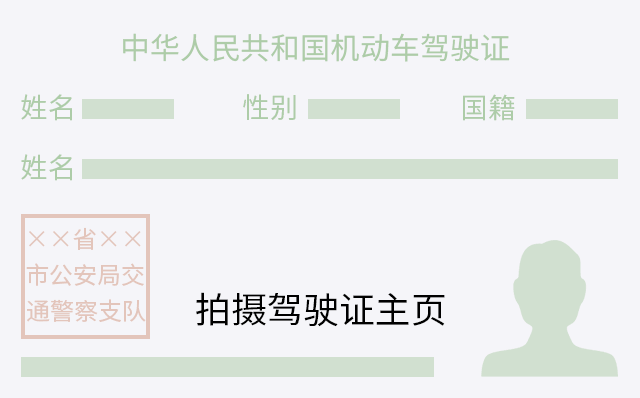 中华人民共和国机动车驾驶证
姓名 性别 国籍
姓名
××省××
市公安局交
通警察支队
拍摄驾驶证主页